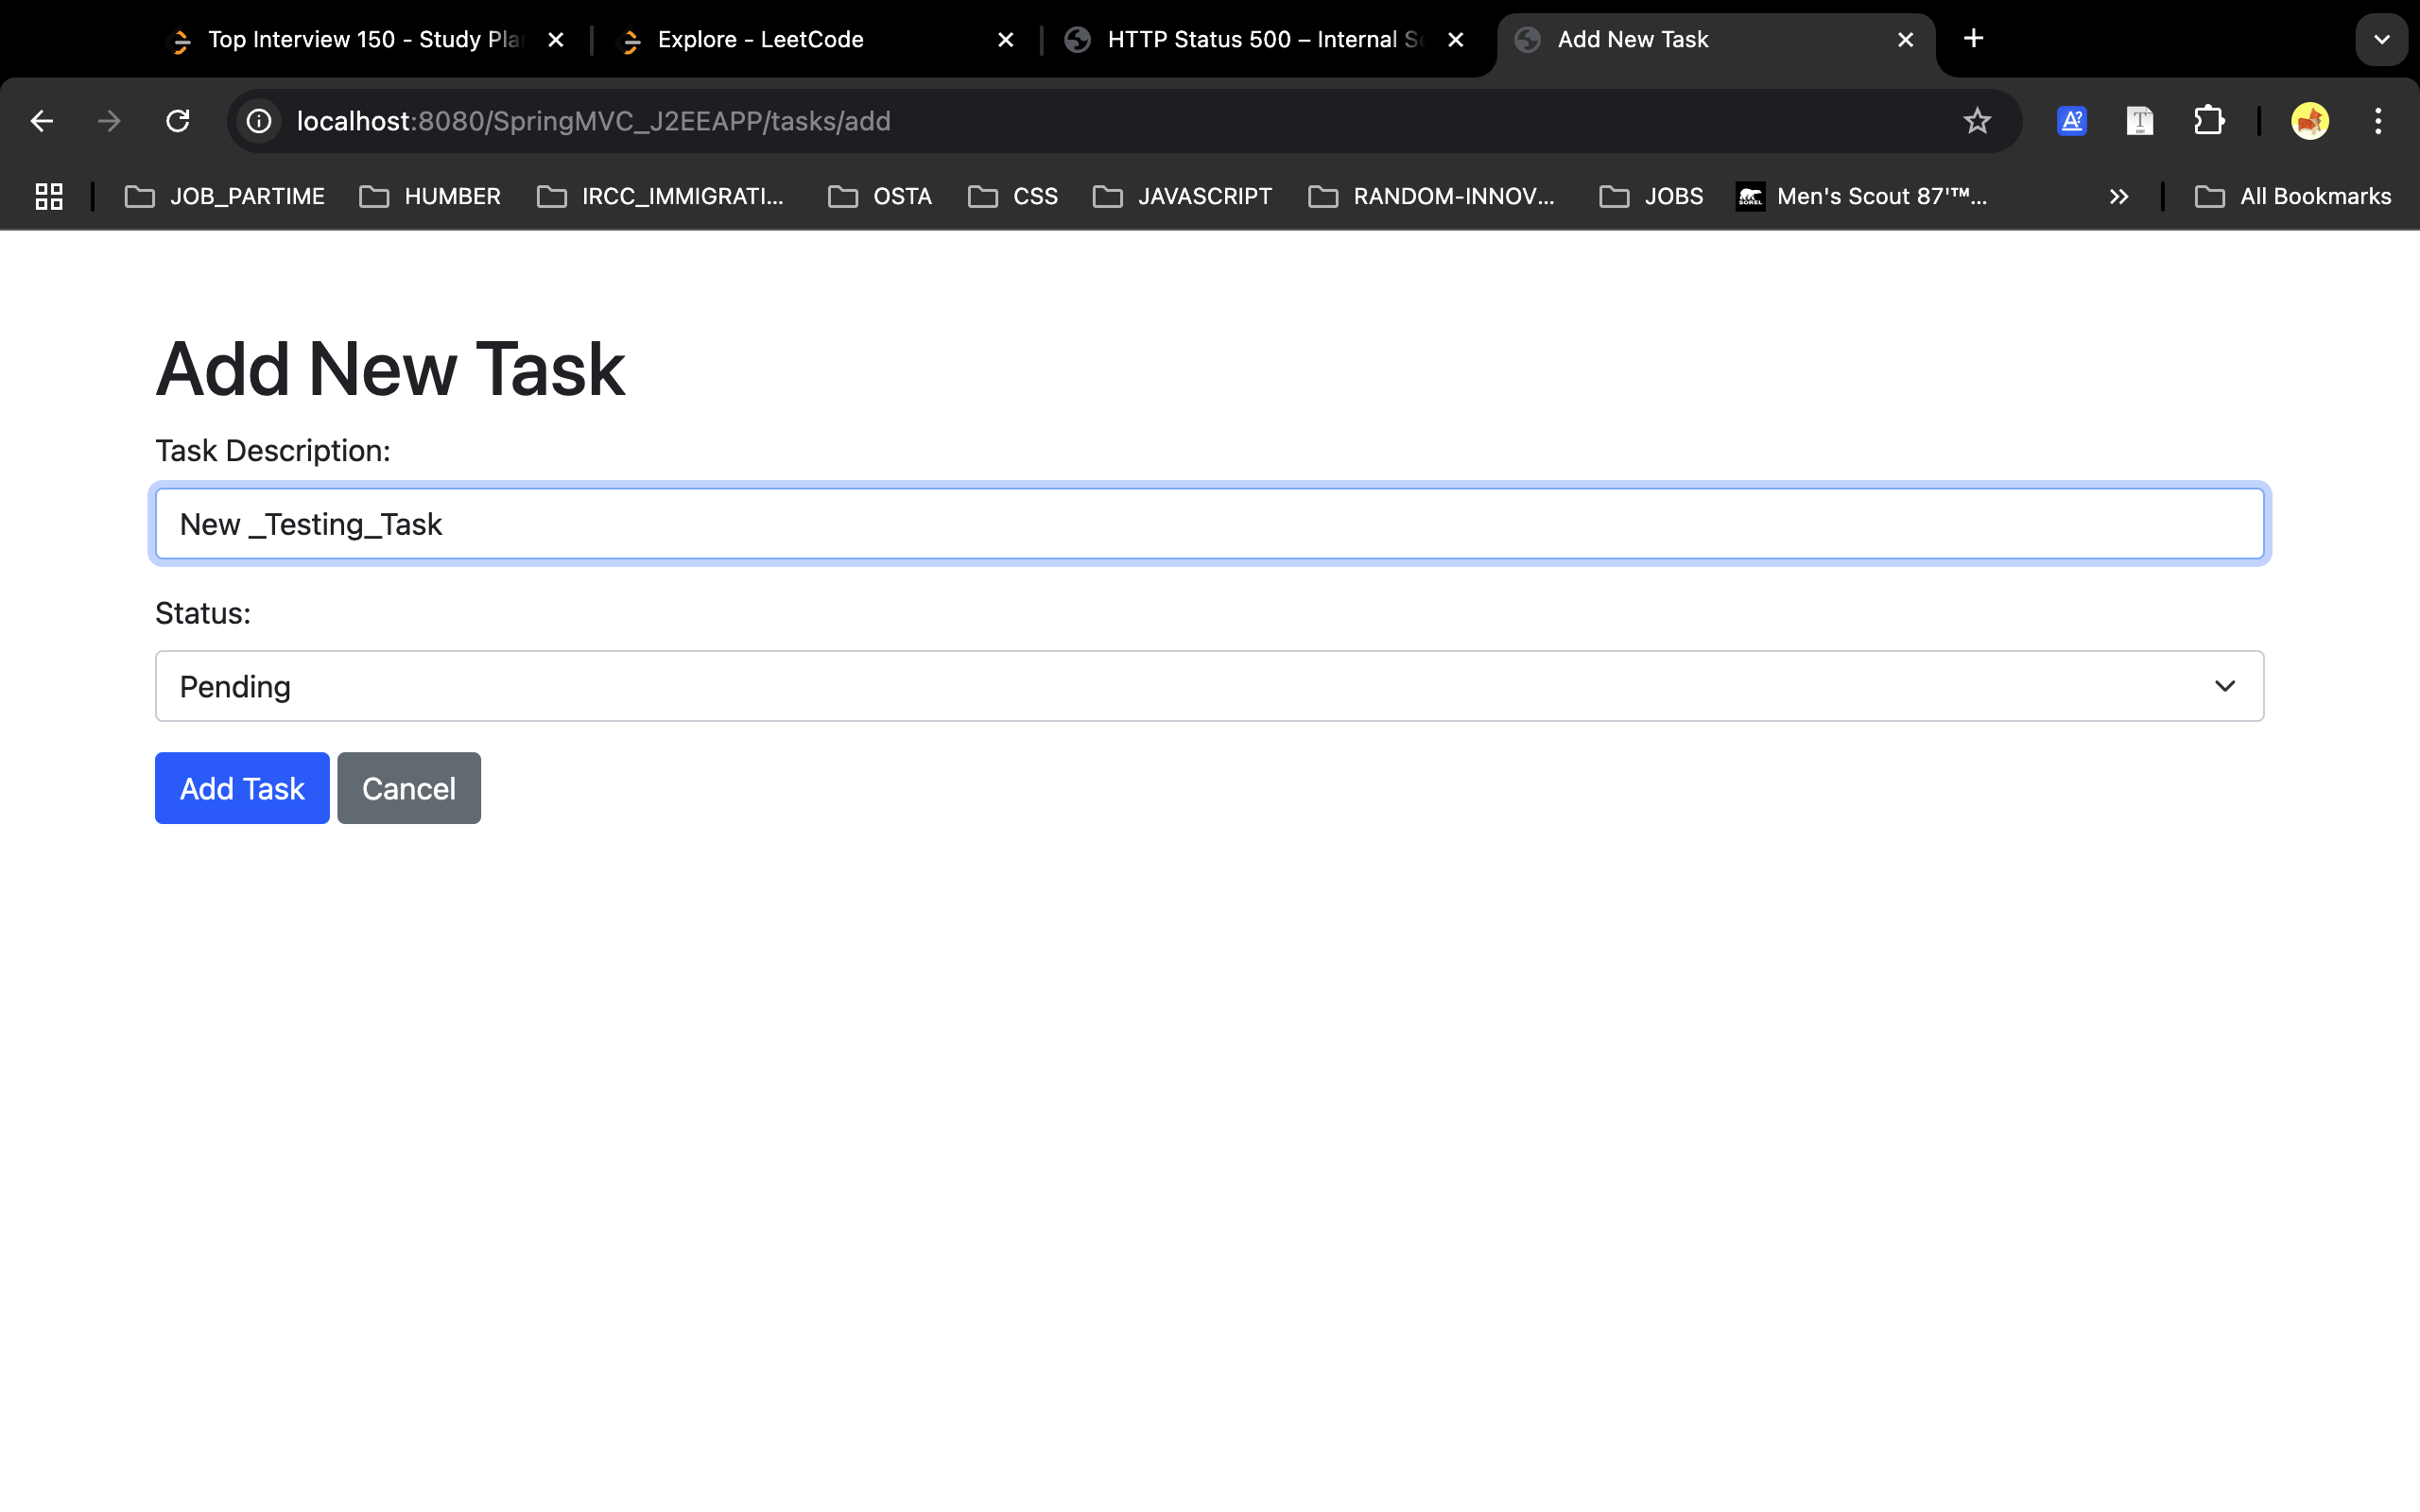 Top Interview 150 - Study Pla
Explore - LeetCode
HTTP Status 500 – Internal Se
Add New Task
localhost:8080/SpringMVC_J2EEAPP/tasks/add
JOB_PARTIME
HUMBER
IRCC_IMMIGRATI...
OSTA
CSS
JAVASCRIPT
RANDOM-INNOV...
JOBS
SOREL
Men's Scout 87'™...
All Bookmarks
Add New Task
Task Description:
New _Testing_Task
Status:
Pending
Add Task
Cancel